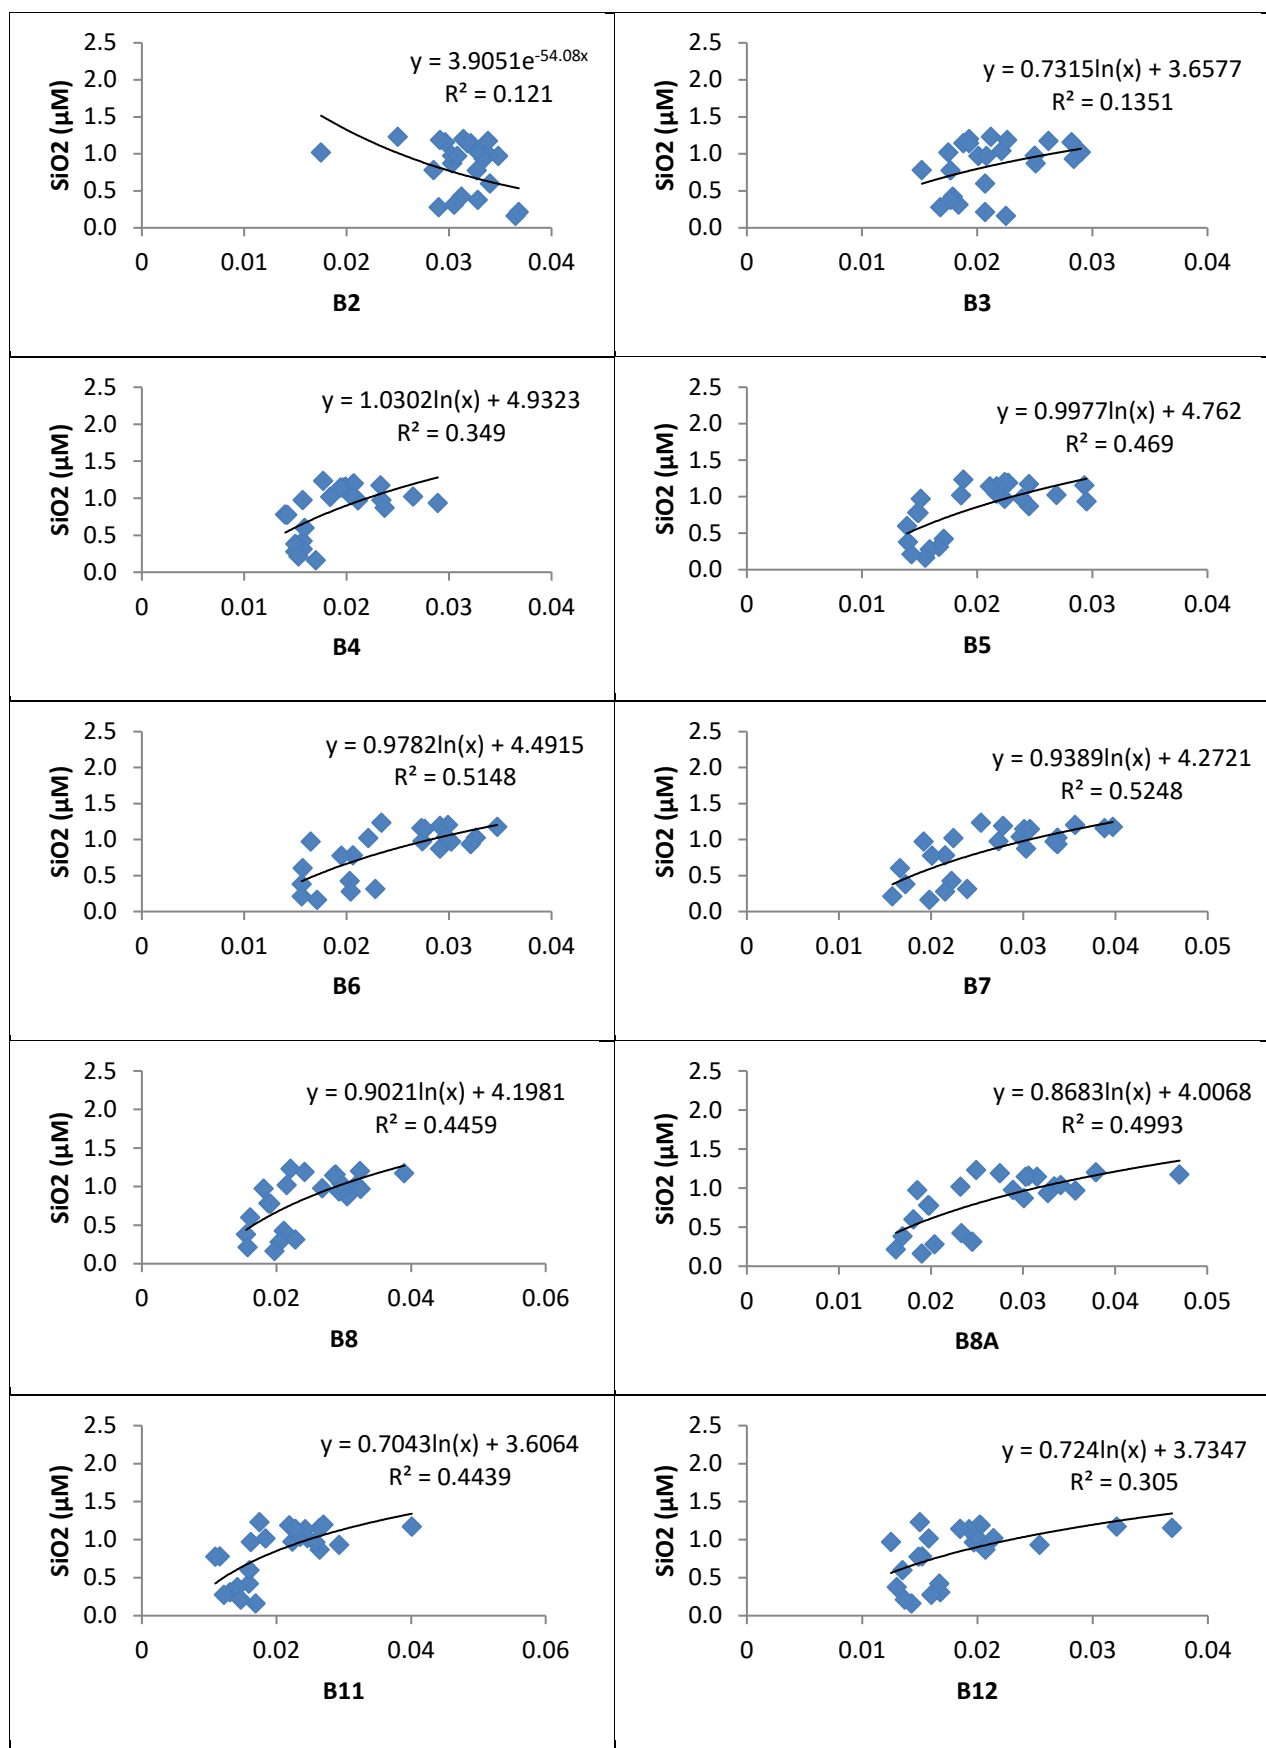 2.5
2.0
1.5
1.0
0.5
0.0
SiO2 (µM)
y = 3.9051e^-54.08x
R² = 0.121
0 0.01 0.02 0.03 0.04
B2
2.5
2.0
1.5
1.0
0.5
0.0
SiO2 (µM)
y = 0.7315ln(x) + 3.6577
R² = 0.1351
0 0.01 0.02 0.03 0.04
B3
2.5
2.0
1.5
1.0
0.5
0.0
SiO2 (µM)
y = 1.0302ln(x) + 4.9323
R² = 0.349
0 0.01 0.02 0.03 0.04
B4
2.5
2.0
1.5
1.0
0.5
0.0
SiO2 (µM)
y = 0.9977ln(x) + 4.762
R² = 0.469
0 0.01 0.02 0.03 0.04
B5
2.5
2.0
1.5
1.0
0.5
0.0
SiO2 (µM)
y = 0.9782ln(x) + 4.4915
R² = 0.5148
0 0.01 0.02 0.03 0.04
B6
2.5
2.0
1.5
1.0
0.5
0.0
SiO2 (µM)
y = 0.9389ln(x) + 4.2721
R² = 0.5248
0 0.01 0.02 0.03 0.04 0.05
B7
2.5
2.0
1.5
1.0
0.5
0.0
SiO2 (µM)
y = 0.9021ln(x) + 4.1981
R² = 0.4459
0 0.02 0.04 0.06
B8
2.5
2.0
1.5
1.0
0.5
0.0
SiO2 (µM)
y = 0.8683ln(x) + 4.0068
R² = 0.4993
0 0.01 0.02 0.03 0.04 0.05
B8A
2.5
2.0
1.5
1.0
0.5
0.0
SiO2 (µM)
y = 0.7043ln(x) + 3.6064
R² = 0.4439
0 0.02 0.04 0.06
B11
2.5
2.0
1.5
1.0
0.5
0.0
SiO2 (µM)
y = 0.724ln(x) + 3.7347
R² = 0.305
0 0.01 0.02 0.03 0.04
B12